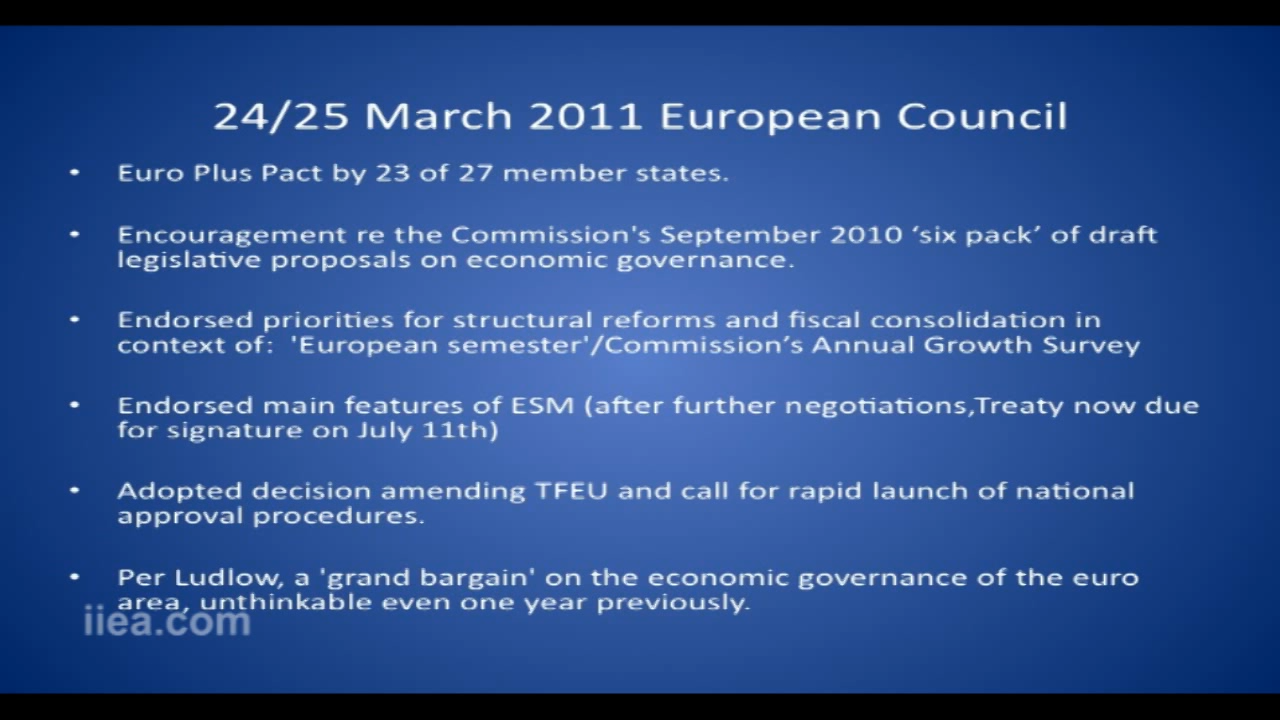 24/25 March 2011 European Council
• Euro Plus Pact by 23 of 27 member states.
• Encouragement re the Commission's September 2010 ‘six pack’ of draft
legislative proposals on economic governance.
• Endorsed priorities for structural reforms and fiscal consolidation in
context of: 'European semester'/Commission’s Annual Growth Survey
• Endorsed main features of ESM (after further negotiations,Treaty now due
for signature on July 11th)
• Adopted decision amending TFEU and call for rapid launch of national
approval procedures.
• Per Ludlow, a 'grand bargain' on the economic governance of the euro
area, unthinkable even one year previously.
iiea.com